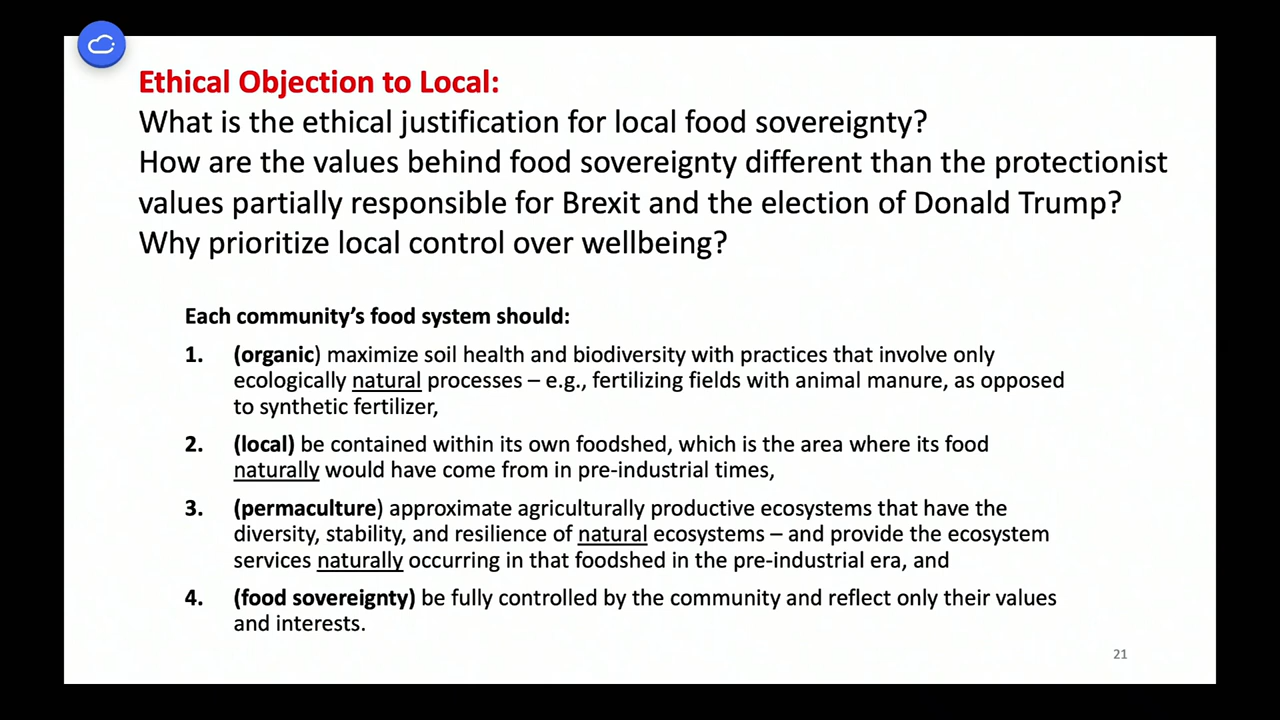 Ethical Objection to Local:
What is the ethical justification for local food sovereignty?
How are the values behind food sovereignty different than the protectionist
values partially responsible for Brexit and the election of Donald Trump?
Why prioritize local control over wellbeing?
Each community's food system should:
1. (organic) maximize soil health and biodiversity with practices that involve only
ecologically natural processes – e.g., fertilizing fields with animal manure, as opposed
to synthetic fertilizer,
2. (local) be contained within its own foodshed, which is the area where its food
naturally would have come from in pre-industrial times,
3. (permaculture) approximate agriculturally productive ecosystems that have the
diversity, stability, and resilience of natural ecosystems – and provide the ecosystem
services naturally occurring in that foodshed in the pre-industrial era, and
4. (food sovereignty) be fully controlled by the community and reflect only their values
and interests.
21